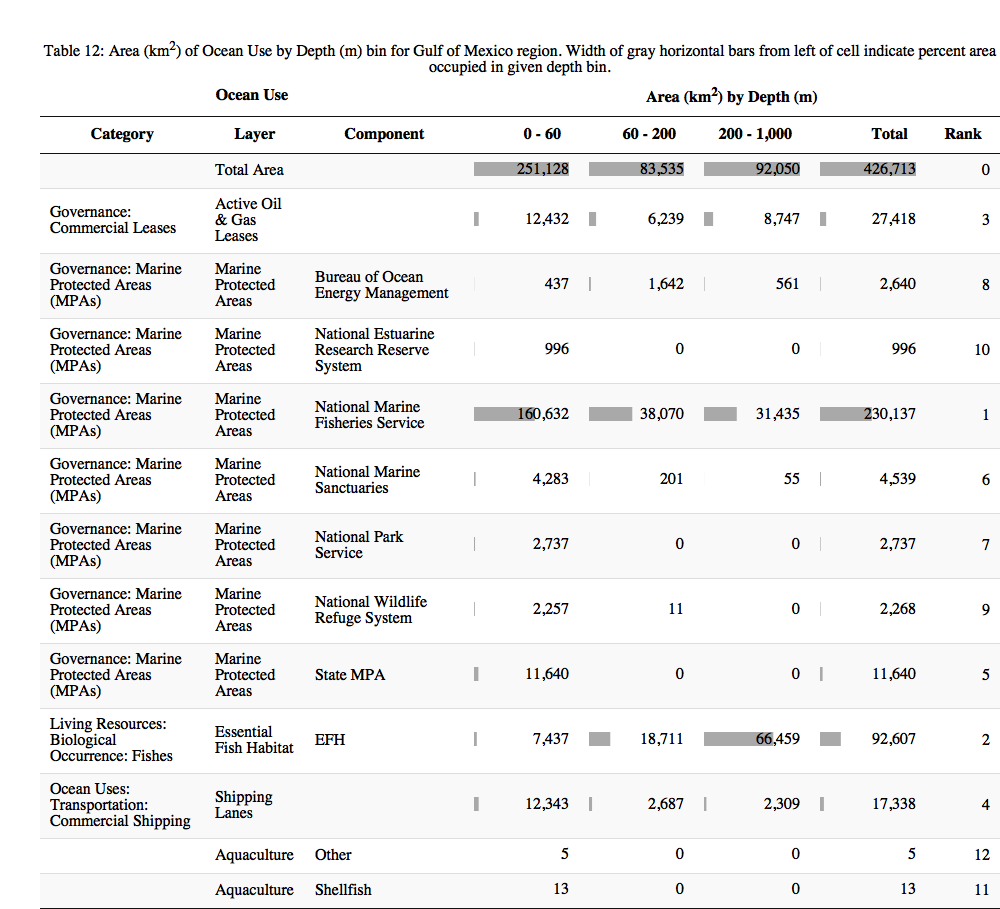 Table 12: Area (km2) of Ocean Use by Depth (m) bin for Gulf of Mexico region. Width of gray horizontal bars from left of cell indicate percent area
occupied in given depth bin.
Ocean Use Area (km2) by Depth (m)
Category Layer Component 0 - 60 60 - 200 200 - 1,000 Total Rank
Total Area 251,128 83,535 92,050 426,713 0
Governance:
Commercial Leases
Active Oil
& Gas
Leases
12,432 6,239 8,747 27,418 3
Governance: Marine
Protected Areas
(MPAs)
Marine
Protected
Areas
Bureau of Ocean
Energy Management
437 1,642 561 2,640 8
Governance: Marine
Protected Areas
(MPAs)
Marine
Protected
Areas
National Estuarine
Research Reserve
System
996 0 0 996 10
Governance: Marine
Protected Areas
(MPAs)
Marine
Protected
Areas
National Marine
Fisheries Service
160,632 38,070 31,435 230,137 1
Governance: Marine
Protected Areas
(MPAs)
Marine
Protected
Areas
National Marine
Sanctuaries
4,283 201 55 4,539 6
Governance: Marine
Protected Areas
(MPAs)
Marine
Protected
Areas
National Park
Service
2,737 0 0 2,737 7
Governance: Marine
Protected Areas
(MPAs)
Marine
Protected
Areas
National Wildlife
Refuge System
2,257 11 0 2,268 9
Governance: Marine
Protected Areas
(MPAs)
Marine
Protected
Areas
State MPA
11,640 0 0 11,640 5
Living Resources:
Biological
Occurrence: Fishes
Essential
Fish Habitat
EFH
7,437 18,711 66,459 92,607 2
Ocean Uses:
Transportation:
Commercial Shipping
Shipping
Lanes
12,343 2,687 2,309 17,338 4
Aquaculture Other 5 0 0 5 12
Aquaculture Shellfish 13 0 0 13 11